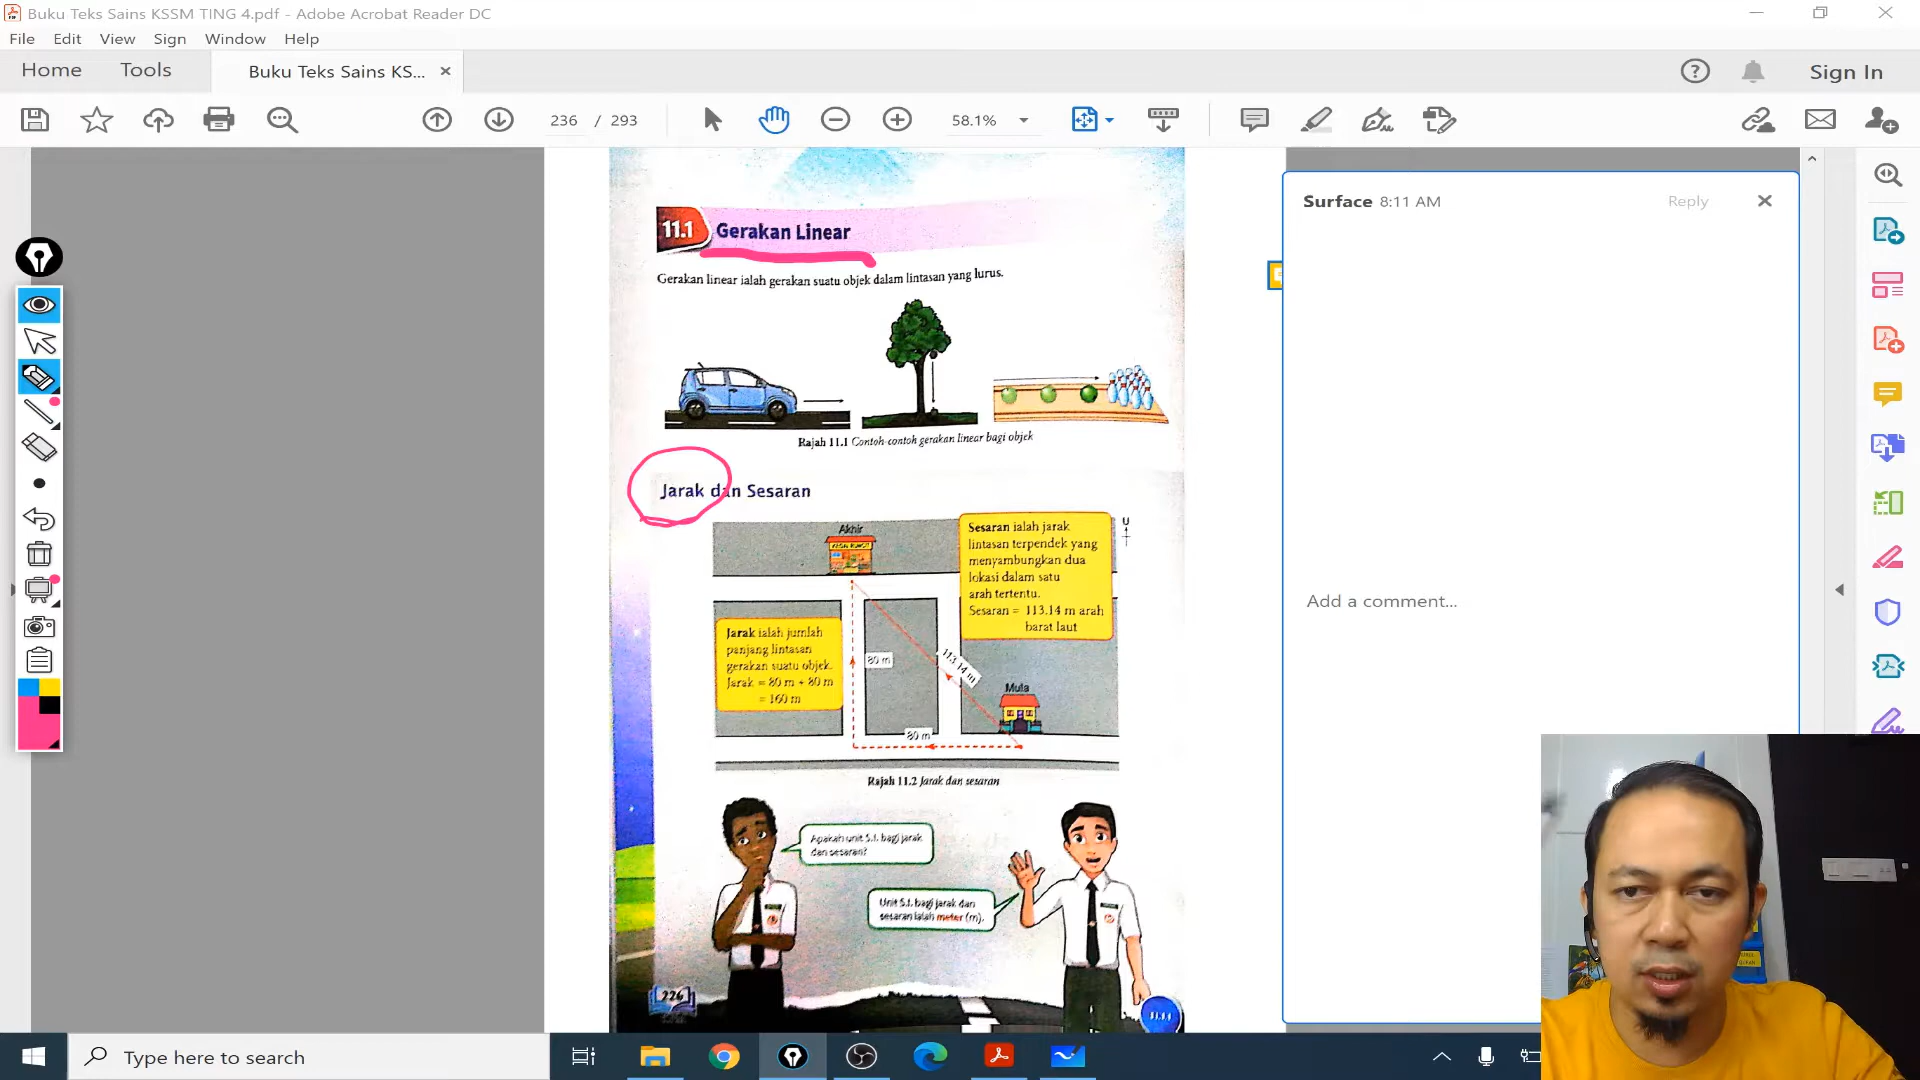 Buku Teks Sains KSSM TING 4.pdf - Adobe Acrobat Reader DC
File Edit View Sign Window Help
Home Tools Buku Teks Sains KS... Sign In
236 / 293 58.1%
Surface 8:11 AM Reply
Add a comment...
11.1 Gerakan Linear
Gerakan linear ialah gerakan suatu objek dalam lintasan yang lurus.
Rajah 11.1 Contoh-contoh gerakan linear bagi objek
Jarak dan Sesaran
Akhir
U
Sesaran ialah jarak
lintasan terpendek yang
menyambungkan dua
lokasi dalam satu
arah tertentu.
Sesaran = 113.14 m arah
barat laut
Jarak ialah jumlah
panjang lintasan
gerakan suatu objek.
Jarak = 80 m + 80 m
= 160 m
80 m
113.14 m
Mula
80 m
Rajah 11.2 Jarak dan sesaran
Apakah unit S.I. bagi jarak
dan sesaran?
Unit S.I. bagi jarak dan
sesaran ialah meter (m).
226
11.1.1
Type here to search